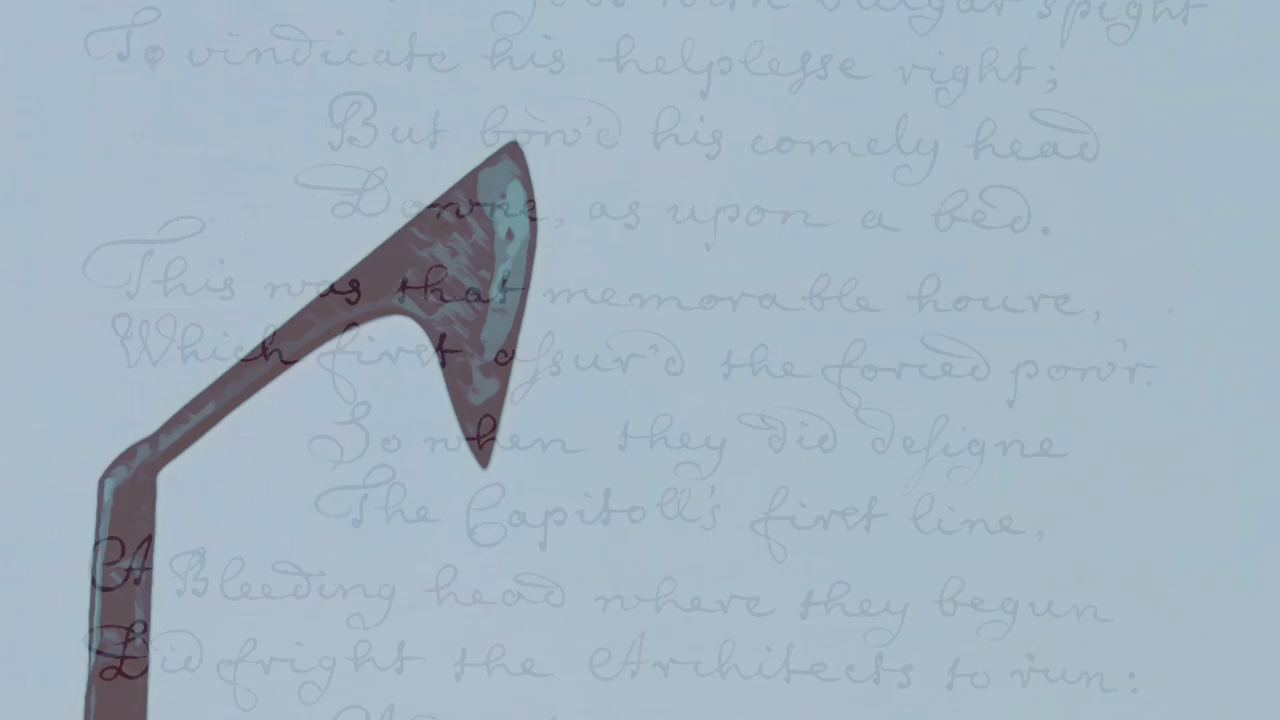 vulgar spight
To vindicate his helplesse right;
But bow'd his comely head
Downe, as upon a bed.
This was that memorable houre,
Which first assur'd the forced pow'r.
So when they did designe
The Capitoll's first line,
A Bleeding head where they begun
Did fright the Architects to run: